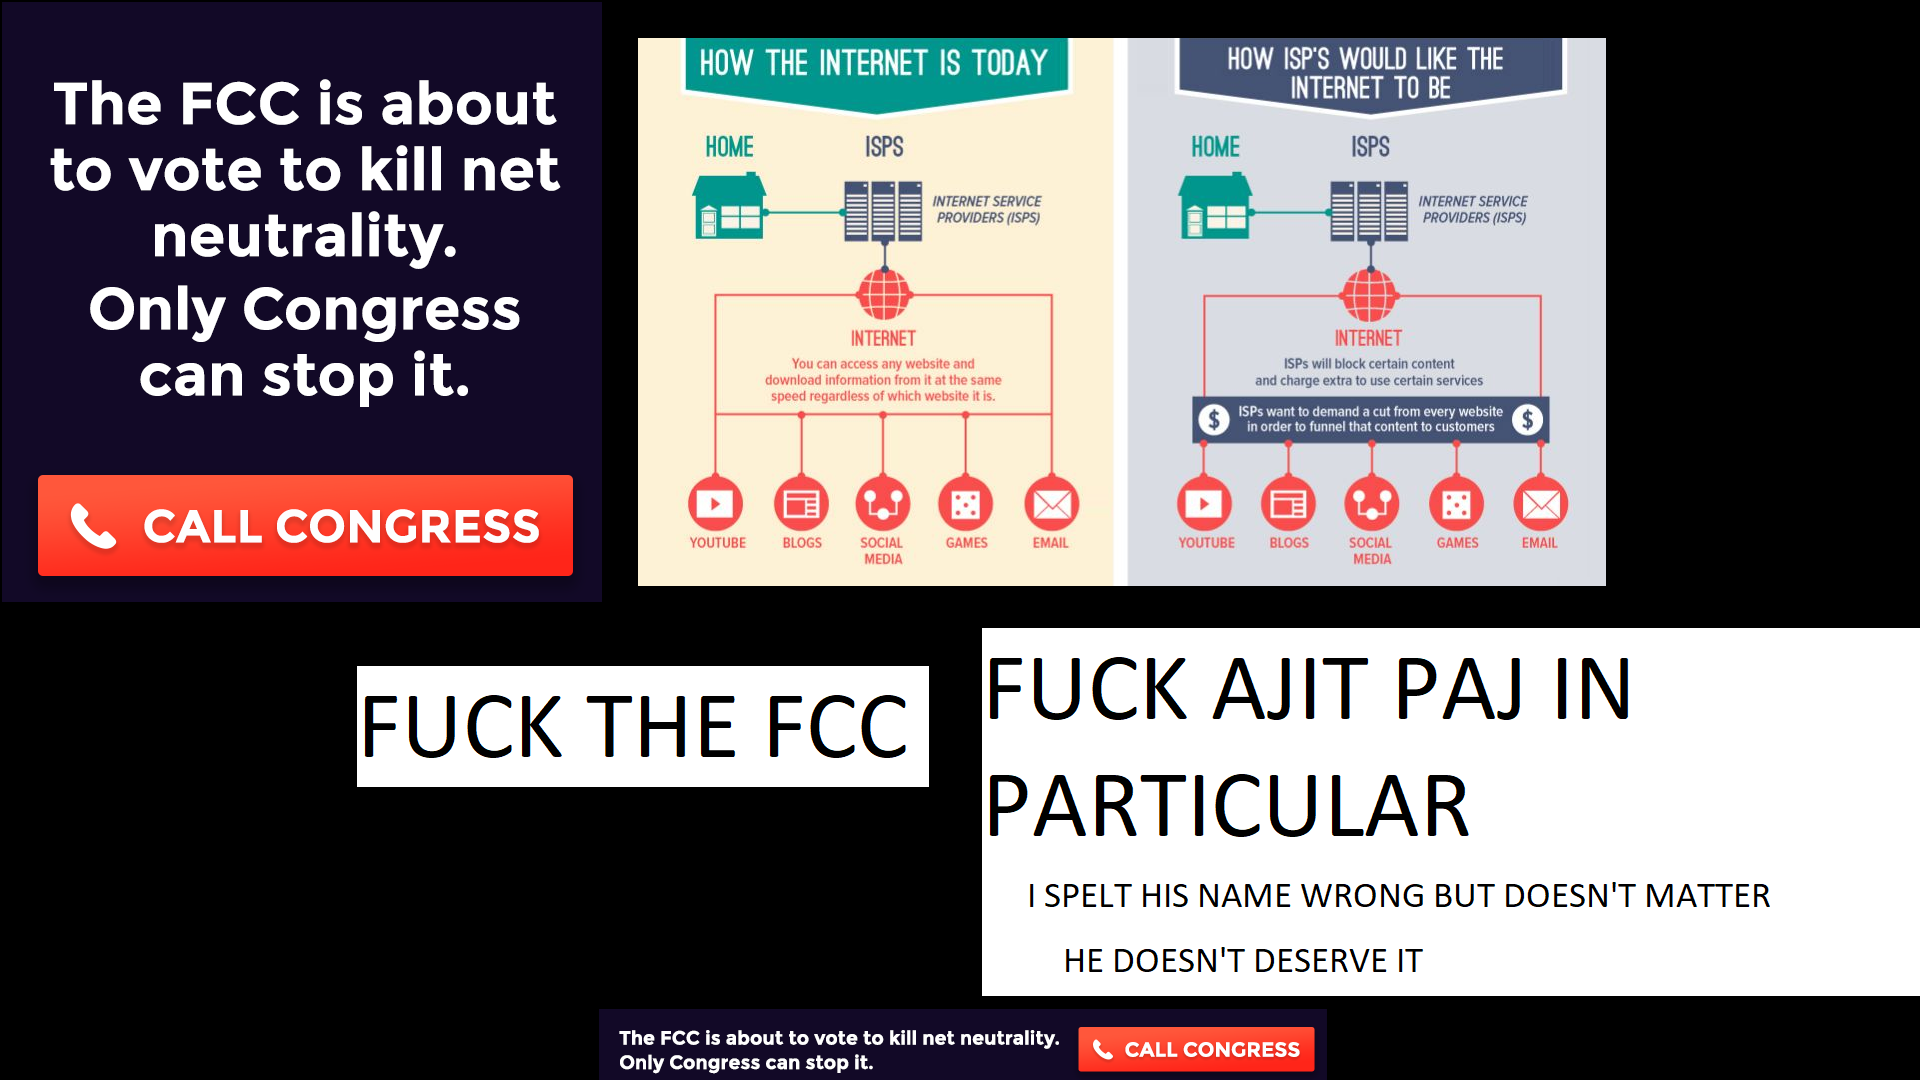 The FCC is about
to vote to kill net
neutrality.
Only Congress
can stop it.
CALL CONGRESS
HOW THE INTERNET IS TODAY
HOME
ISPS
INTERNET SERVICE
PROVIDERS (ISPS)
INTERNET
You can access any website and
download information from it at the same
speed regardless of which website it is.
YOUTUBE
BLOGS
SOCIAL
MEDIA
GAMES
EMAIL
HOW ISP'S WOULD LIKE THE
INTERNET TO BE
HOME
ISPS
INTERNET SERVICE
PROVIDERS (ISPS)
INTERNET
ISPs will block certain content
and charge extra to use certain services
$
ISPs want to demand a cut from every website
in order to funnel that content to customers
$
YOUTUBE
BLOGS
SOCIAL
MEDIA
GAMES
EMAIL
FUCK THE FCC
FUCK AJIT PAJ IN
PARTICULAR
I SPELT HIS NAME WRONG BUT DOESN'T MATTER
HE DOESN'T DESERVE IT
The FCC is about to vote to kill net neutrality.
Only Congress can stop it.
CALL CONGRESS